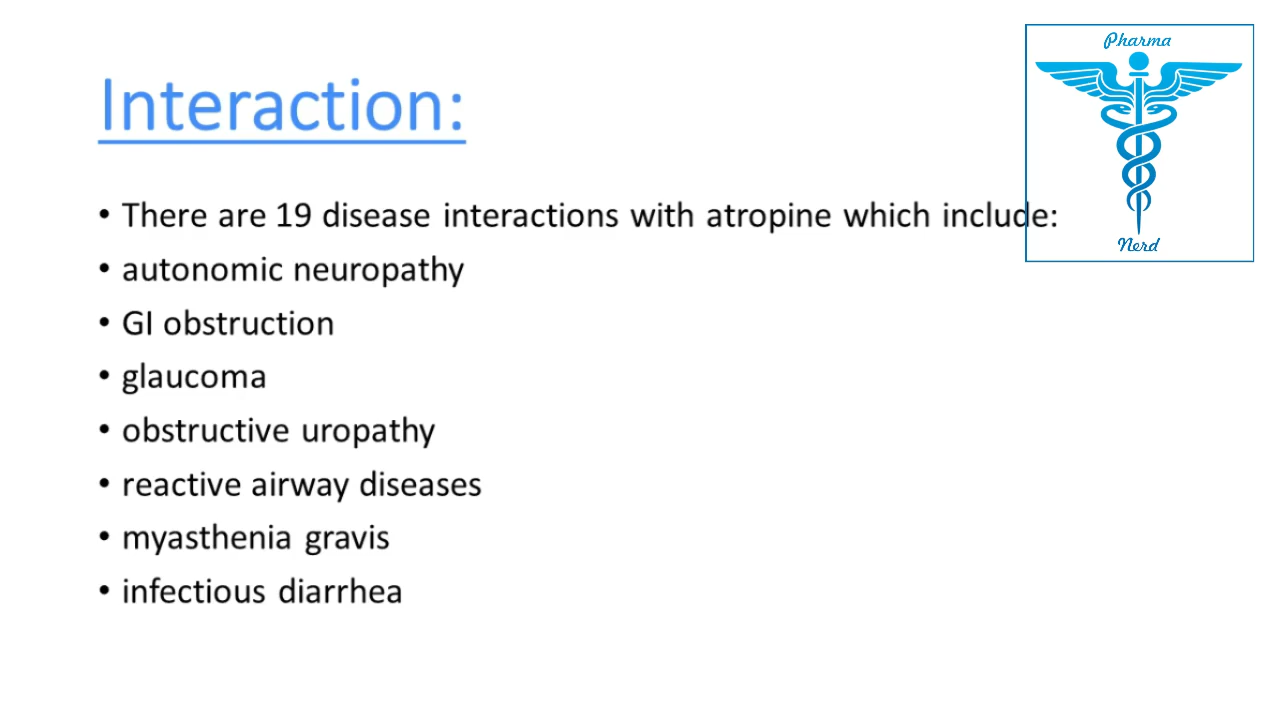 Pharma
Interaction:
• There are 19 disease interactions with atropine which include:
Nerd
• autonomic neuropathy
• GI obstruction
• glaucoma
• obstructive uropathy
• reactive airway diseases
• myasthenia gravis
• infectious diarrhea